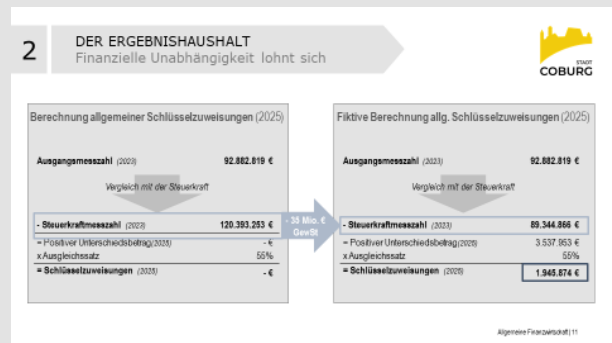 2
DER ERGEBNISHAUSHALT
Finanzielle Unabhängigkeit lohnt sich
STADT
COBURG
Berechnung allgemeiner Schlüsselzuweisungen (2025)
Ausgangsmesszahl (2023) 92.882.819 €
Vergleich mit der Steuerkraft
- Steuerkraftmesszahl (2023) 120.393.253 €
= Positiver Unterschiedsbetrag (2025) - €
x Ausgleichssatz 55%
= Schlüsselzuweisungen (2025) - €
- 35 Mio. €
GewSt
Fiktive Berechnung allg. Schlüsselzuweisungen (2025)
Ausgangsmesszahl (2023) 92.882.819 €
Vergleich mit der Steuerkraft
- Steuerkraftmesszahl (2023) 89.344.866 €
= Positiver Unterschiedsbetrag (2025) 3.537.953 €
x Ausgleichssatz 55%
= Schlüsselzuweisungen (2025) 1.945.874 €
Allgemeine Finanzwirtschaft | 11